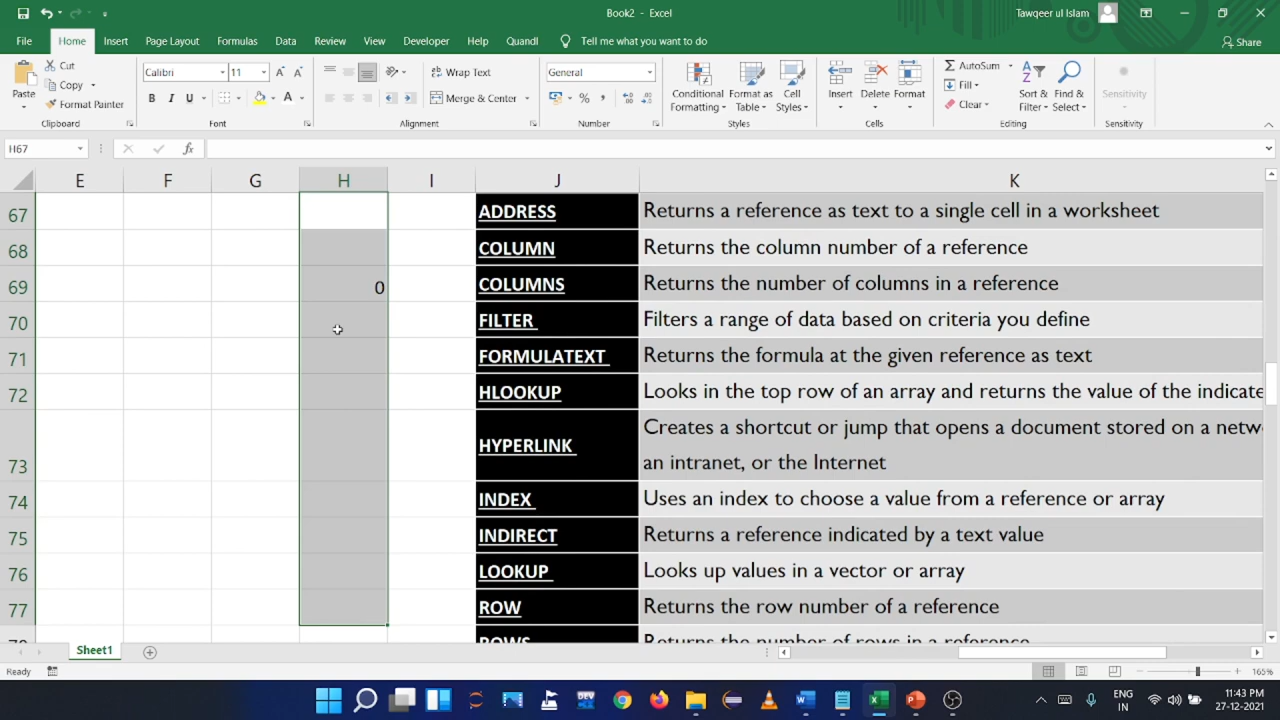 Book2 - Excel
Tawqeer ul Islam
File Home Insert Page Layout Formulas Data Review View Developer Help Quandl Tell me what you want to do Share
Paste
Cut
Copy
Format Painter
Clipboard
Calibri 11
B I U
Font
Wrap Text
Merge & Center
Alignment
General
Number
Conditional Formatting
Format as Table
Cell Styles
Styles
Insert Delete Format
Cells
AutoSum
Fill
Clear
Sort & Filter
Find & Select
Editing
Sensitivity
Sensitivity
H67 fx
E F G H I J K
67 ADDRESS Returns a reference as text to a single cell in a worksheet
68 COLUMN Returns the column number of a reference
69 0 COLUMNS Returns the number of columns in a reference
70 FILTER Filters a range of data based on criteria you define
71 FORMULATEXT Returns the formula at the given reference as text
72 HLOOKUP Looks in the top row of an array and returns the value of the indicate
73 HYPERLINK Creates a shortcut or jump that opens a document stored on a netw
an intranet, or the Internet
74 INDEX Uses an index to choose a value from a reference or array
75 INDIRECT Returns a reference indicated by a text value
76 LOOKUP Looks up values in a vector or array
77 ROW Returns the row number of a reference
78 ROWS Returns the number of rows in a reference
Sheet1
Ready
165%
ENG
IN
11:43 PM
27-12-2021